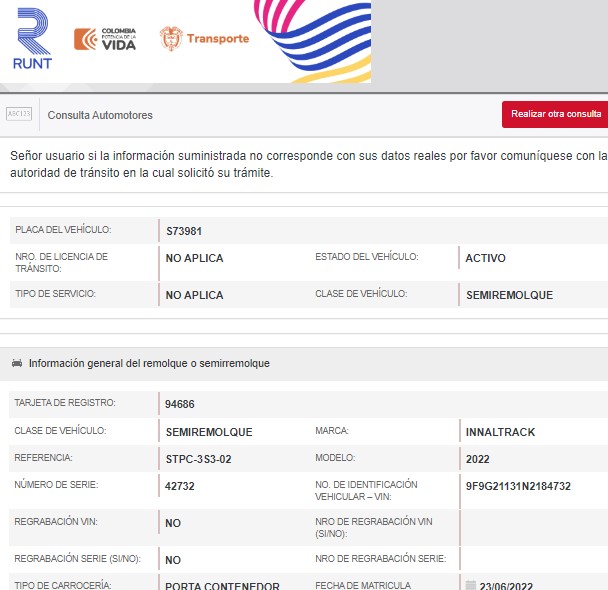 RUNT
COLOMBIA
POTENCIA DE LA
VIDA
Transporte
ABC123
Consulta Automotores
Realizar otra consulta
Señor usuario si la información suministrada no corresponde con sus datos reales por favor comuníquese con la
autoridad de tránsito en la cual solicitó su trámite.
PLACA DEL VEHÍCULO: S73981
NRO. DE LICENCIA DE TRÁNSITO: NO APLICA ESTADO DEL VEHÍCULO: ACTIVO
TIPO DE SERVICIO: NO APLICA CLASE DE VEHÍCULO: SEMIREMOLQUE
Información general del remolque o semirremolque
TARJETA DE REGISTRO: 94686
CLASE DE VEHÍCULO: SEMIREMOLQUE MARCA: INNALTRACK
REFERENCIA: STPC-3S3-02 MODELO: 2022
NÚMERO DE SERIE: 42732 NO. DE IDENTIFICACIÓN VEHICULAR – VIN: 9F9G21131N2184732
REGRABACIÓN VIN: NO NRO DE REGRABACIÓN VIN (SI/NO):
REGRABACIÓN SERIE (SI/NO): NO NRO DE REGRABACIÓN SERIE:
TIPO DE CARROCERÍA: PORTA CONTENEDOR FECHA DE MATRICULA 23/06/2022